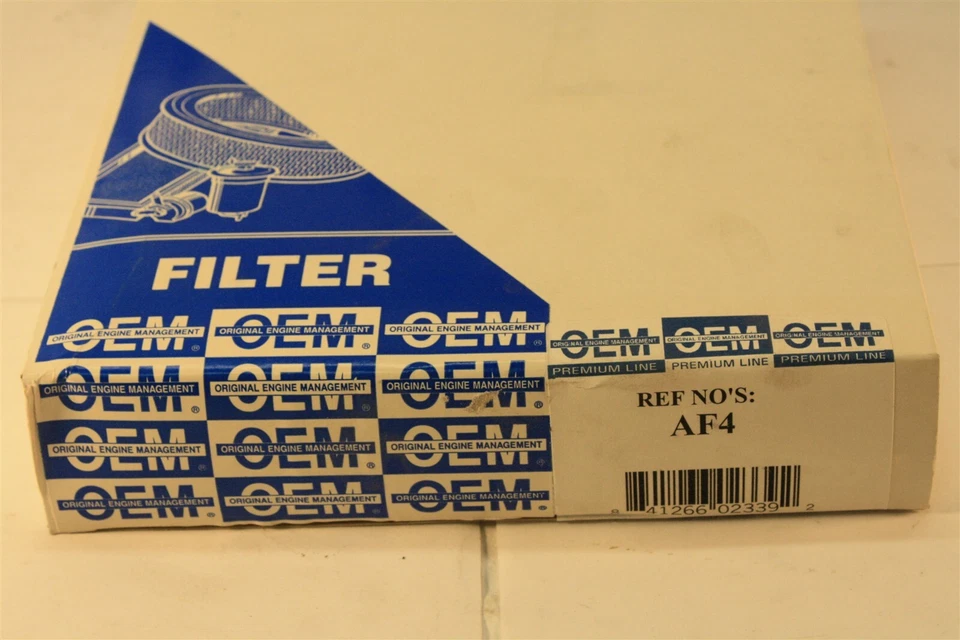 FILTER
OEM ORIGINAL ENGINE MANAGEMENT ® OEM ORIGINAL ENGINE MANAGEMENT ® OEM ORIGINAL ENGINE MANAGEMENT
OEM ORIGINAL ENGINE MANAGEMENT ® OEM ORIGINAL ENGINE MANAGEMENT ® OEM ORIGINAL ENGINE MANAGEMENT ®
OEM ORIGINAL ENGINE MANAGEMENT ® OEM ORIGINAL ENGINE MANAGEMENT ® OEM ORIGINAL ENGINE MANAGEMENT ®
OEM ORIGINAL ENGINE MANAGEMENT ® OEM ORIGINAL ENGINE MANAGEMENT ® OEM ORIGINAL ENGINE MANAGEMENT ®
OEM ORIGINAL ENGINE MANAGEMENT OEM ORIGINAL ENGINE MANAGEMENT OEM ORIGINAL ENGINE MANAGEMENT
PREMIUM LINE PREMIUM LINE PREMIUM LINE
REF NO'S:
AF4
41266 02339 2